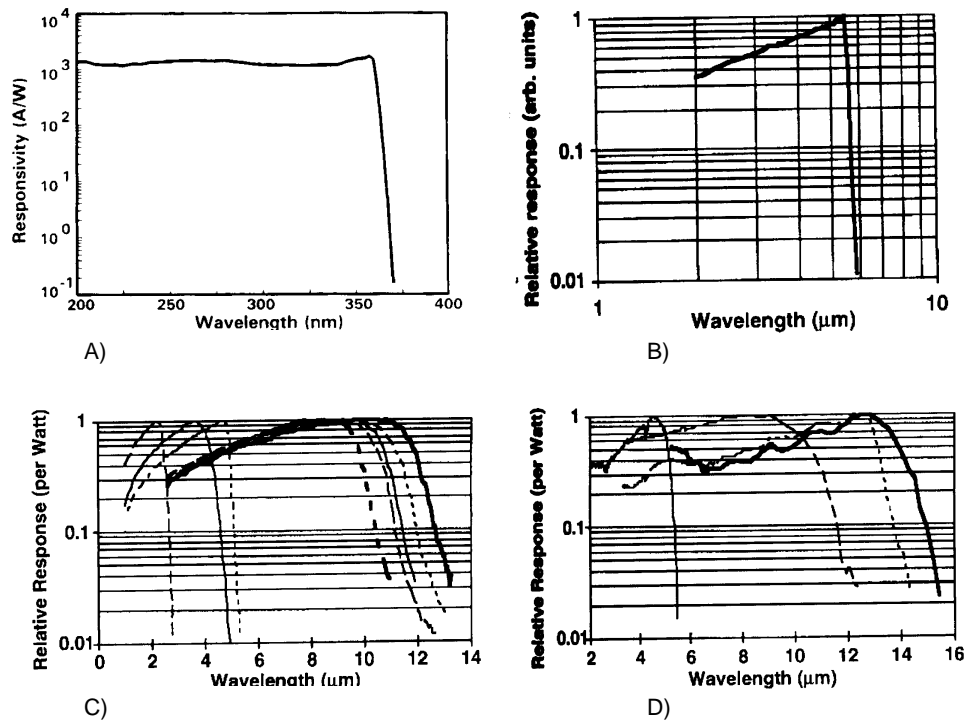 Responsivity (A/W)
10^4
10^3
10^2
10^1
10^0
10^-1
200 250 300 350 400
Wavelength (nm)
A)
Relative response (arb. units)
1
0.1
0.01
1 10
Wavelength (μm)
B)
Relative Response (per Watt)
1
0.1
0.01
0 2 4 6 8 10 12 14
Wavelength (μm)
C)
Relative Response (per Watt)
1
0.1
0.01
2 4 6 8 10 12 14 16
Wavelength (μm)
D)